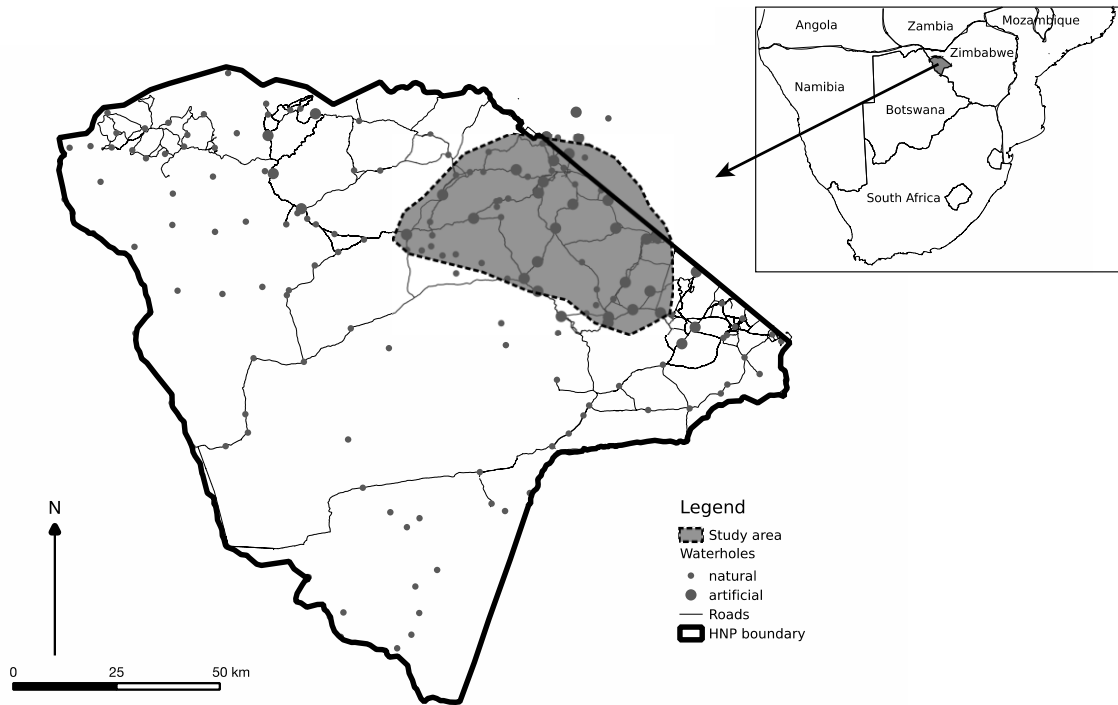 Angola
Zambia
Mozambique
Zimbabwe
Namibia
Botswana
South Africa
N
0 25 50 km
Legend
Study area
Waterholes
natural
artificial
Roads
HNP boundary